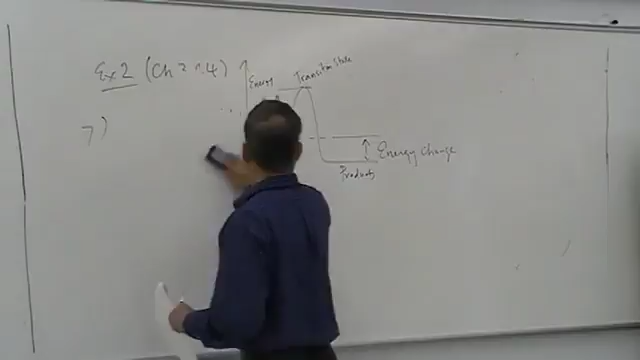 Ex 2 (Ch 2 n 4)
Energy
Transition State
7)
Energy Change
Products